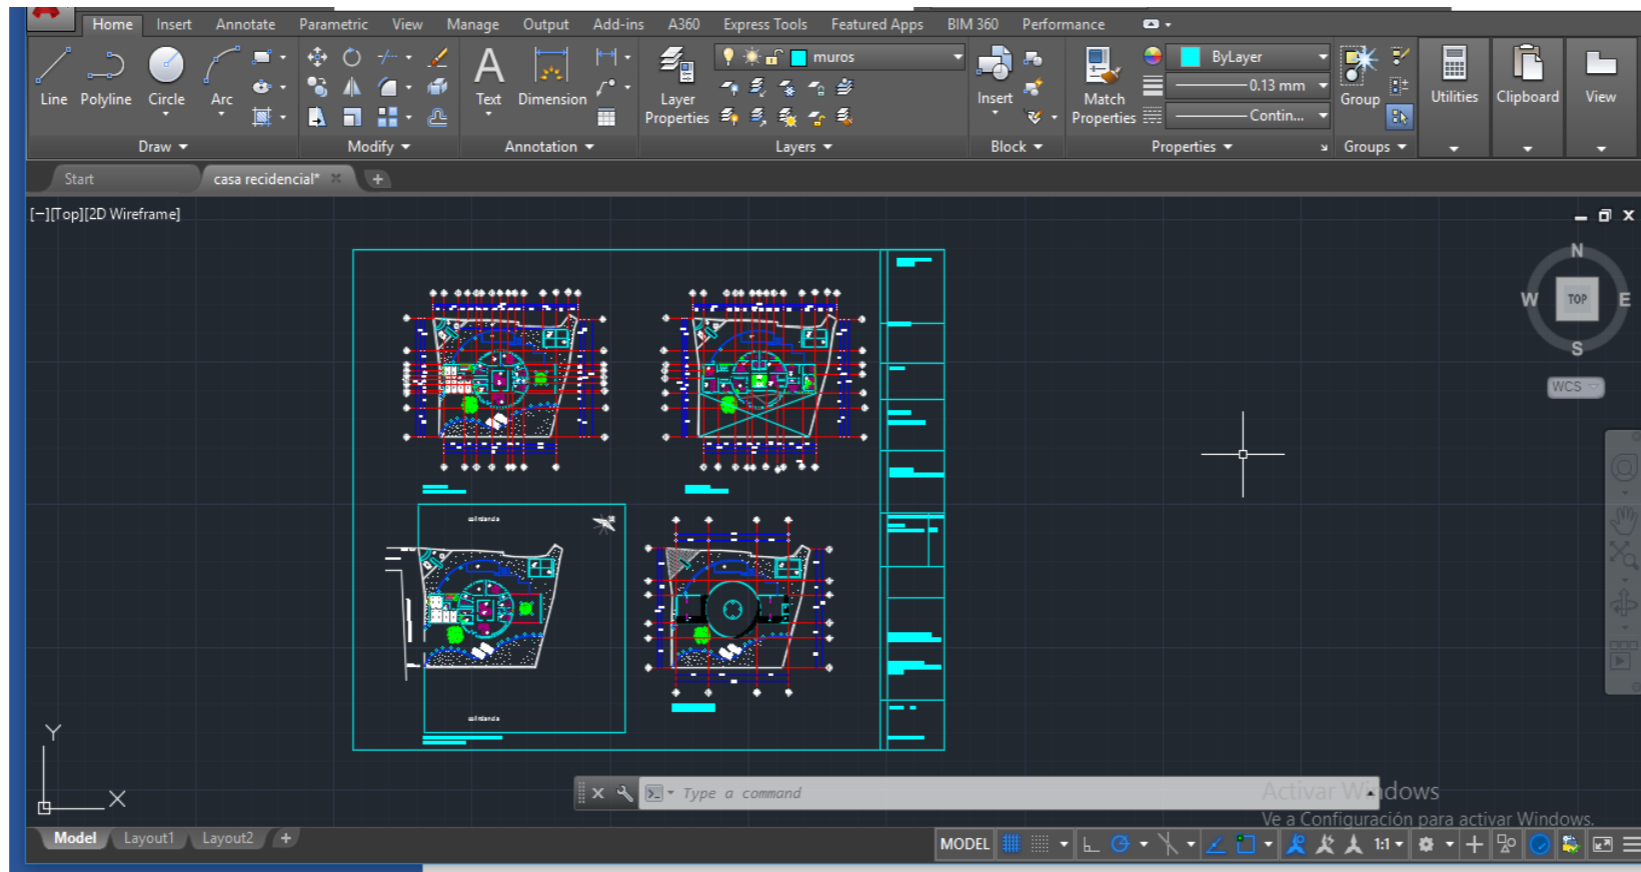 Home Insert Annotate Parametric View Manage Output Add-ins A360 Express Tools Featured Apps BIM 360 Performance
muros
ByLayer
0.13 mm
Contin...
Line Polyline Circle Arc
Text Dimension
Layer Properties
Insert
Match Properties
Group
Utilities Clipboard View
Draw Modify Annotation Layers Block Properties Groups
Start casa recidencial*
[−][Top][2D Wireframe]
N
W TOP E
S
WCS
colindancia
colindancia
Y
X
Type a command
Activar Windows
Ve a Configuración para activar Windows.
Model Layout1 Layout2 +
MODEL 1:1